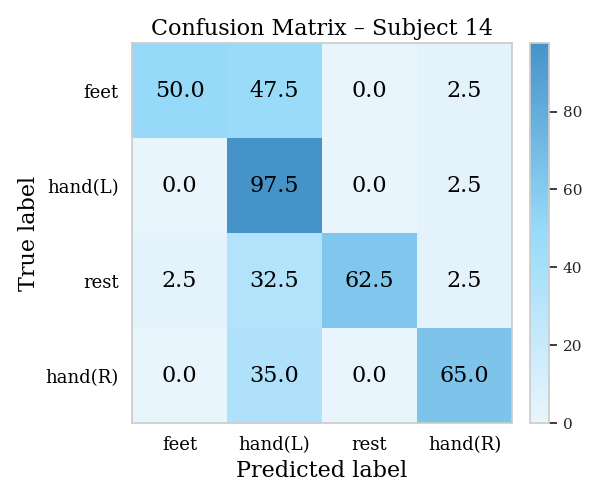 Confusion Matrix – Subject 14
True label
feet 50.0 47.5 0.0 2.5
hand(L) 0.0 97.5 0.0 2.5
rest 2.5 32.5 62.5 2.5
hand(R) 0.0 35.0 0.0 65.0
feet hand(L) rest hand(R)
Predicted label
80
60
40
20
0